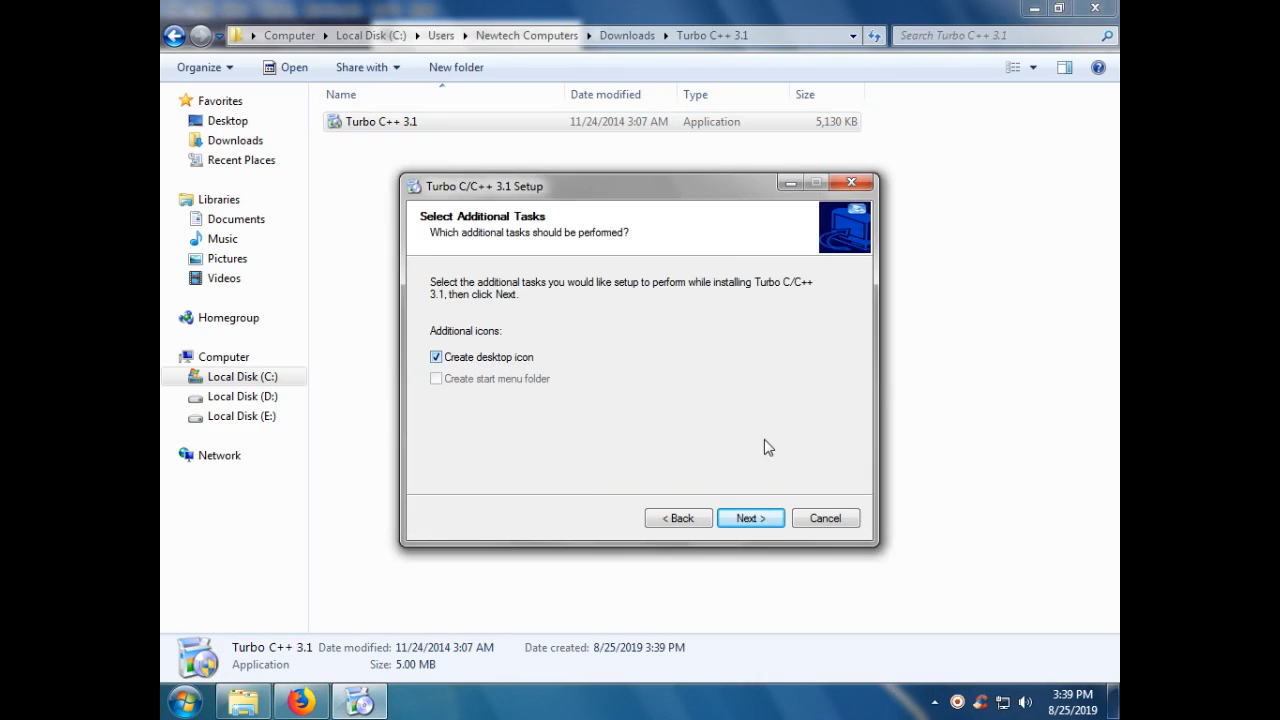 Computer Local Disk (C:) Users Newtech Computers Downloads Turbo C++ 3.1
Search Turbo C++ 3.1
Organize Open Share with New folder
Name Date modified Type Size
Turbo C++ 3.1 11/24/2014 3:07 AM Application 5,130 KB
Favorites
Desktop
Downloads
Recent Places
Libraries
Documents
Music
Pictures
Videos
Homegroup
Computer
Local Disk (C:)
Local Disk (D:)
Local Disk (E:)
Network
Turbo C/C++ 3.1 Setup
Select Additional Tasks
Which additional tasks should be performed?
Select the additional tasks you would like setup to perform while installing Turbo C/C++
3.1, then click Next.
Additional icons:
Create desktop icon
Create start menu folder
< Back Next > Cancel
Turbo C++ 3.1 Date modified: 11/24/2014 3:07 AM Date created: 8/25/2019 3:39 PM
Application Size: 5.00 MB
3:39 PM
8/25/2019